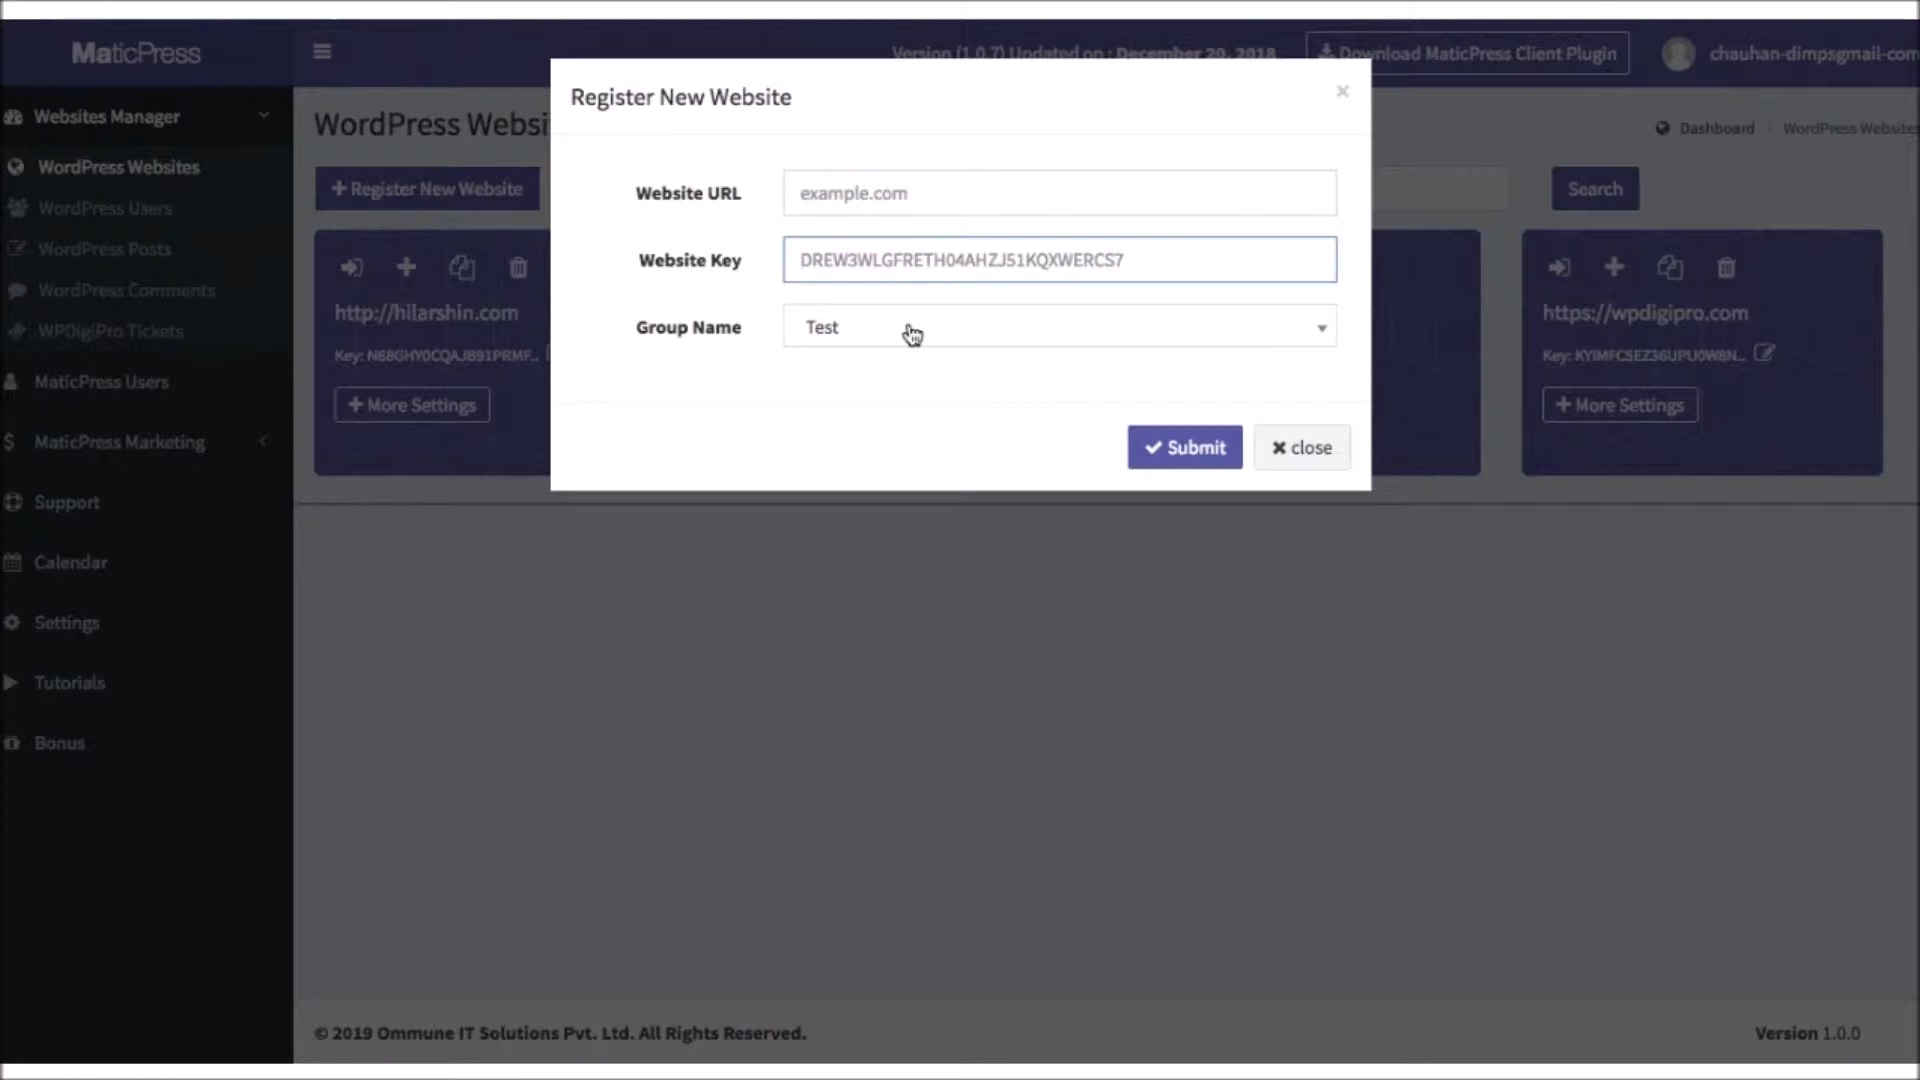 MaticPress
Version (1.0.7) Updated on : December 20, 2018
Download MaticPress Client Plugin
chauhan-dimpsgmail-com
Websites Manager
WordPress Websites
WordPress Users
WordPress Posts
WordPress Comments
WPDigiPro Tickets
MaticPress Users
MaticPress Marketing
Support
Calendar
Settings
Tutorials
Bonus
WordPress Websi
Dashboard
WordPress Websites
Register New Website
Search
http://hilarshin.com
Key: N68GHY0CQAJB91PRMF...
More Settings
https://wpdigipro.com
Key: KYIMFCSEZ36UPU0W8N...
More Settings
Register New Website
×
Website URL
example.com
Website Key
DREW3WLGFRETH04AHZJ51KQXWERCS7
Group Name
Test
Submit
close
© 2019 Ommune IT Solutions Pvt. Ltd. All Rights Reserved.
Version 1.0.0